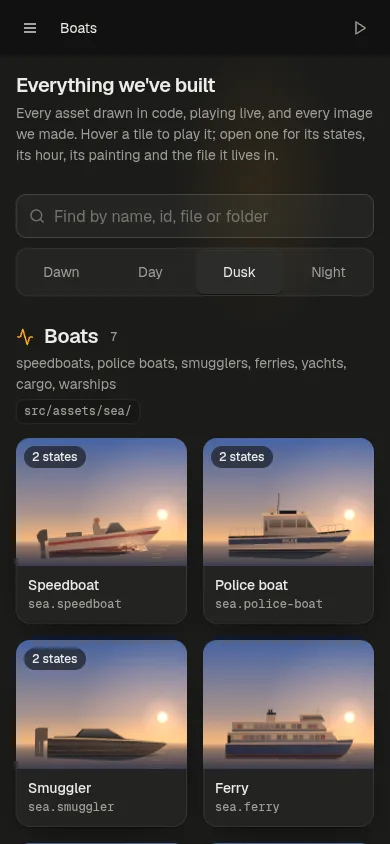 Boats
Everything we've built
Every asset drawn in code, playing live, and every image
we made. Hover a tile to play it; open one for its states,
its hour, its painting and the file it lives in.
Find by name, id, file or folder
Dawn
Day
Dusk
Night
Boats 7
speedboats, police boats, smugglers, ferries, yachts,
cargo, warships
src/assets/sea/
2 states
2 states
POLICE
Speedboat
Police boat
sea.speedboat
sea.police-boat
2 states
Smuggler
Ferry
sea.smuggler
sea.ferry